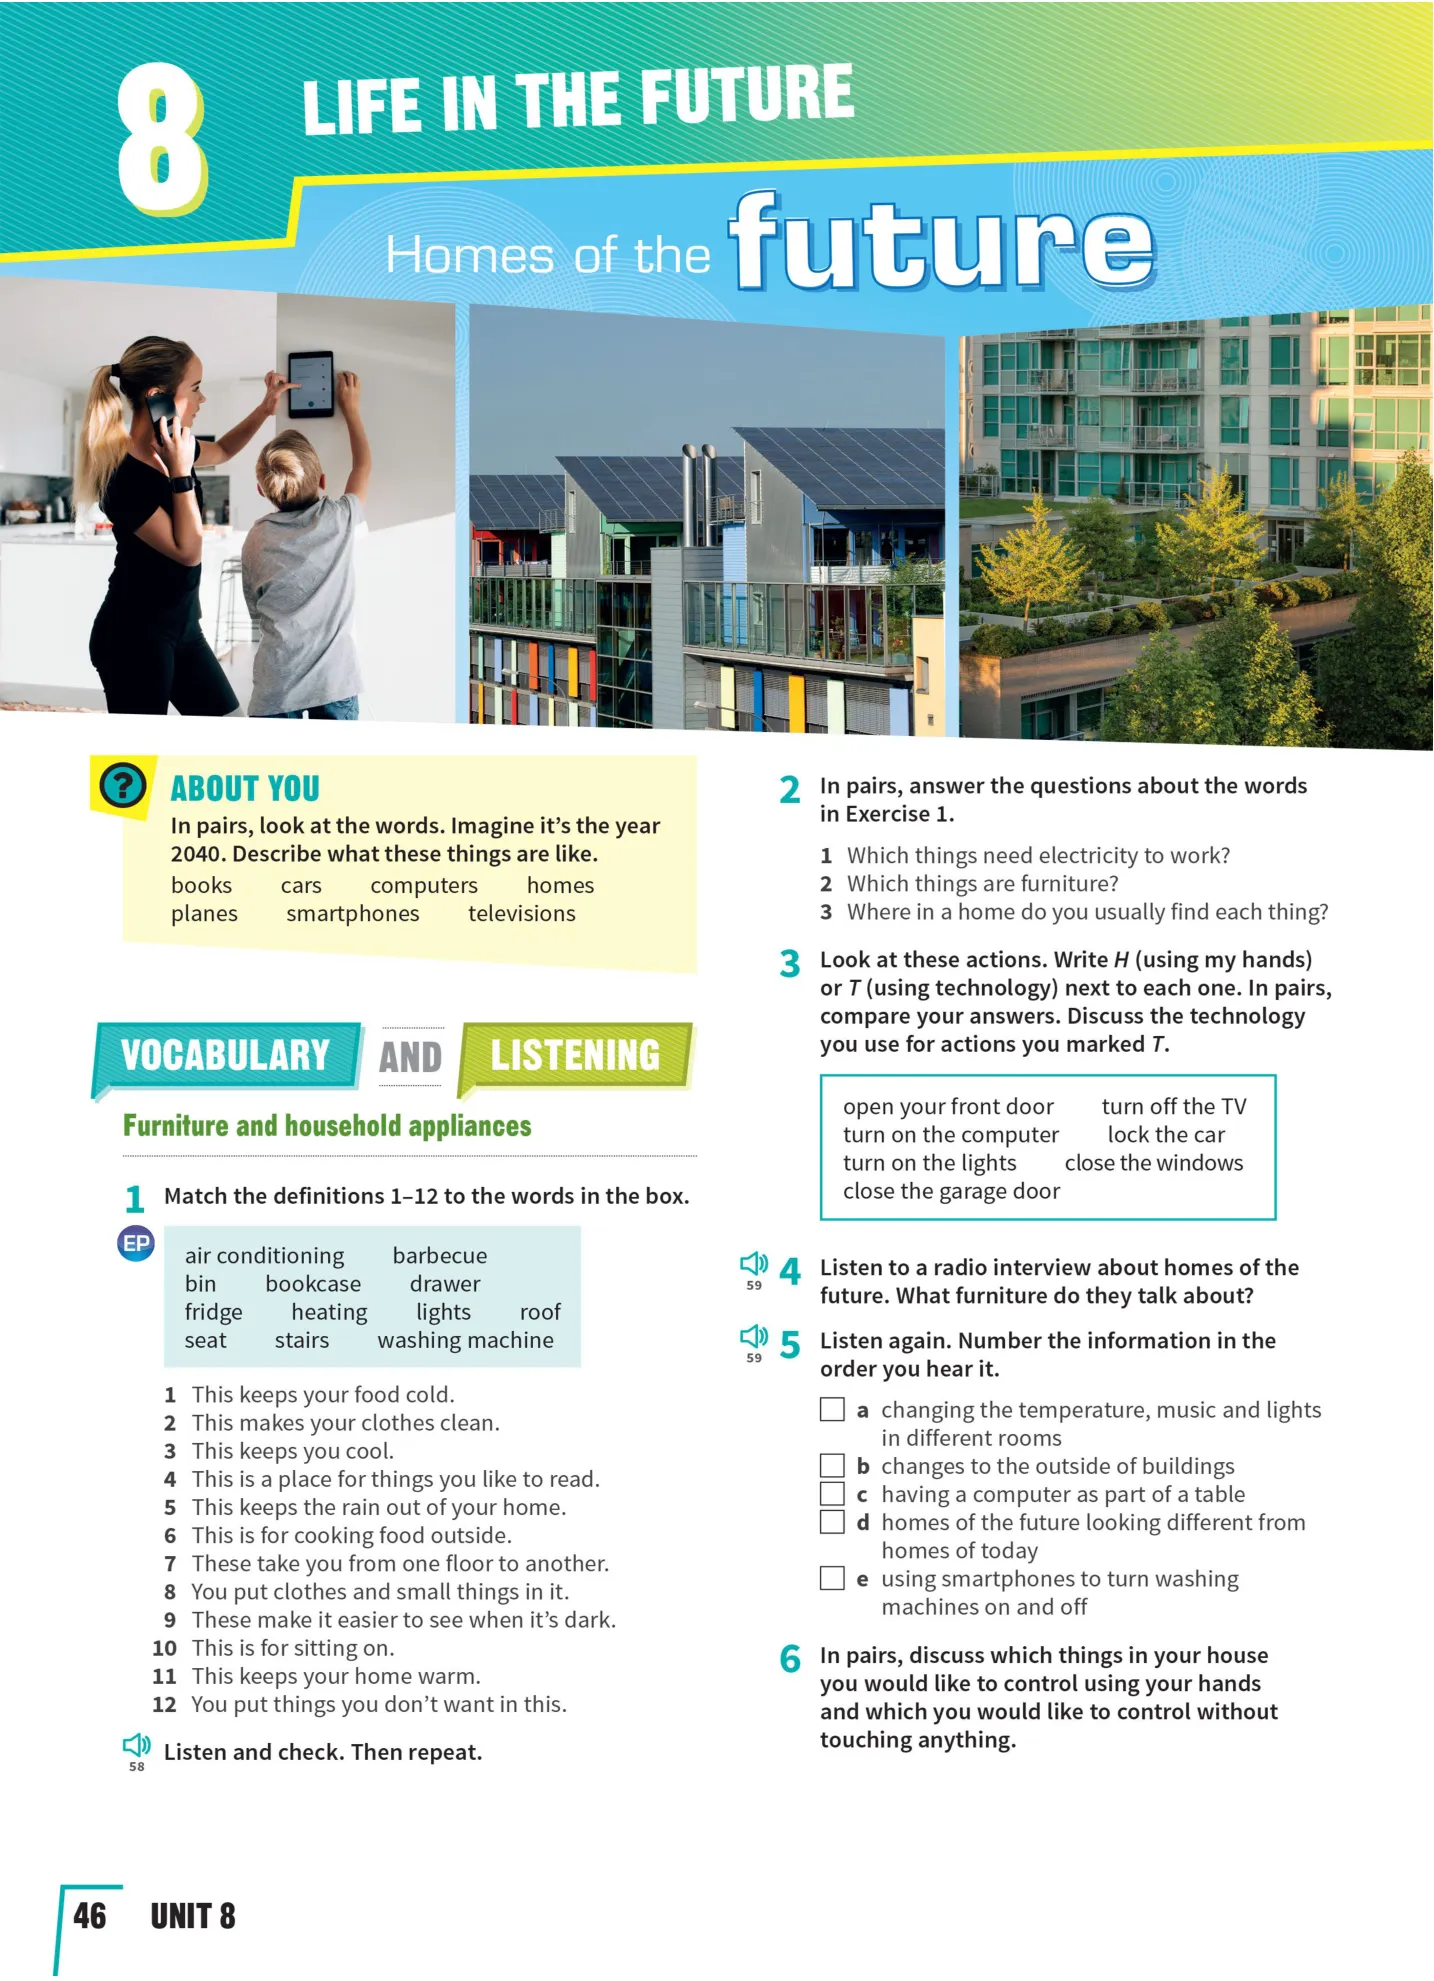 8
LIFE IN THE FUTURE
Homes of the future
?
ABOUT YOU
In pairs, look at the words. Imagine it's the year
2040. Describe what these things are like.
books cars computers homes
planes smartphones televisions
VOCABULARY AND LISTENING
Furniture and household appliances
1 Match the definitions 1–12 to the words in the box.
EP
air conditioning barbecue
bin bookcase drawer
fridge heating lights roof
seat stairs washing machine
1 This keeps your food cold.
2 This makes your clothes clean.
3 This keeps you cool.
4 This is a place for things you like to read.
5 This keeps the rain out of your home.
6 This is for cooking food outside.
7 These take you from one floor to another.
8 You put clothes and small things in it.
9 These make it easier to see when it's dark.
10 This is for sitting on.
11 This keeps your home warm.
12 You put things you don't want in this.
58 Listen and check. Then repeat.
2 In pairs, answer the questions about the words
in Exercise 1.
1 Which things need electricity to work?
2 Which things are furniture?
3 Where in a home do you usually find each thing?
3 Look at these actions. Write H (using my hands)
or T (using technology) next to each one. In pairs,
compare your answers. Discuss the technology
you use for actions you marked T.
open your front door turn off the TV
turn on the computer lock the car
turn on the lights close the windows
close the garage door
59 4 Listen to a radio interview about homes of the
future. What furniture do they talk about?
59 5 Listen again. Number the information in the
order you hear it.
a changing the temperature, music and lights
in different rooms
b changes to the outside of buildings
c having a computer as part of a table
d homes of the future looking different from
homes of today
e using smartphones to turn washing
machines on and off
6 In pairs, discuss which things in your house
you would like to control using your hands
and which you would like to control without
touching anything.
46 UNIT 8